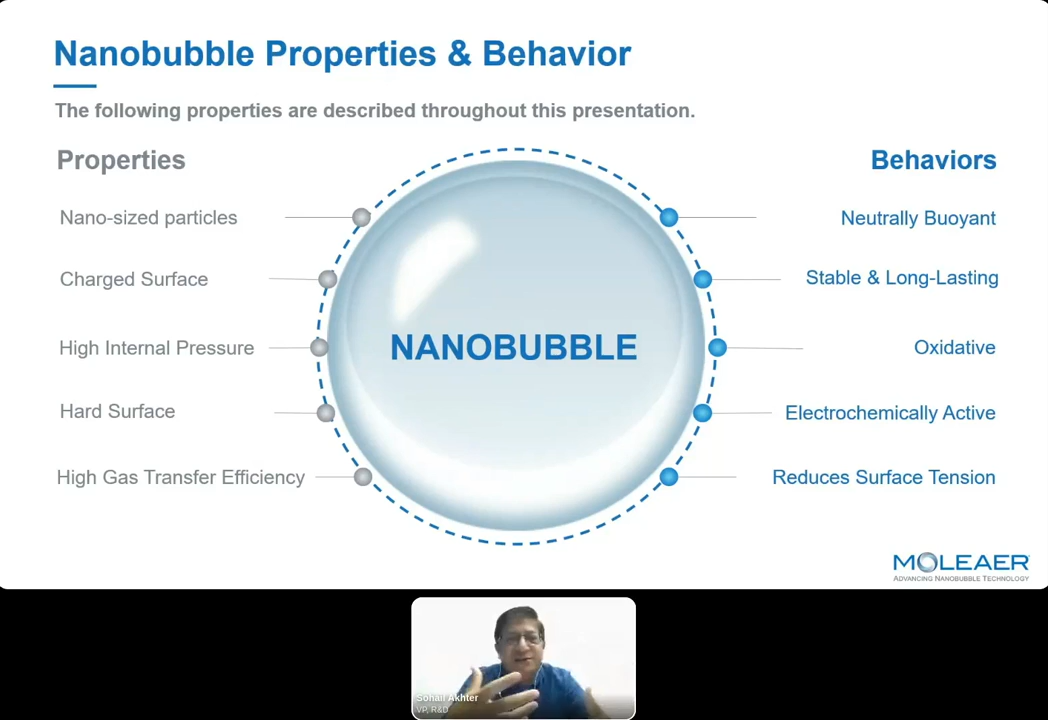 Nanobubble Properties & Behavior
The following properties are described throughout this presentation.
Properties
Behaviors
Nano-sized particles
Neutrally Buoyant
Charged Surface
Stable & Long-Lasting
High Internal Pressure
NANOBUBBLE
Oxidative
Hard Surface
Electrochemically Active
High Gas Transfer Efficiency
Reduces Surface Tension
MOLEAER
ADVANCING NANOBUBBLE TECHNOLOGY
Sohail Akhter
VP, R&D